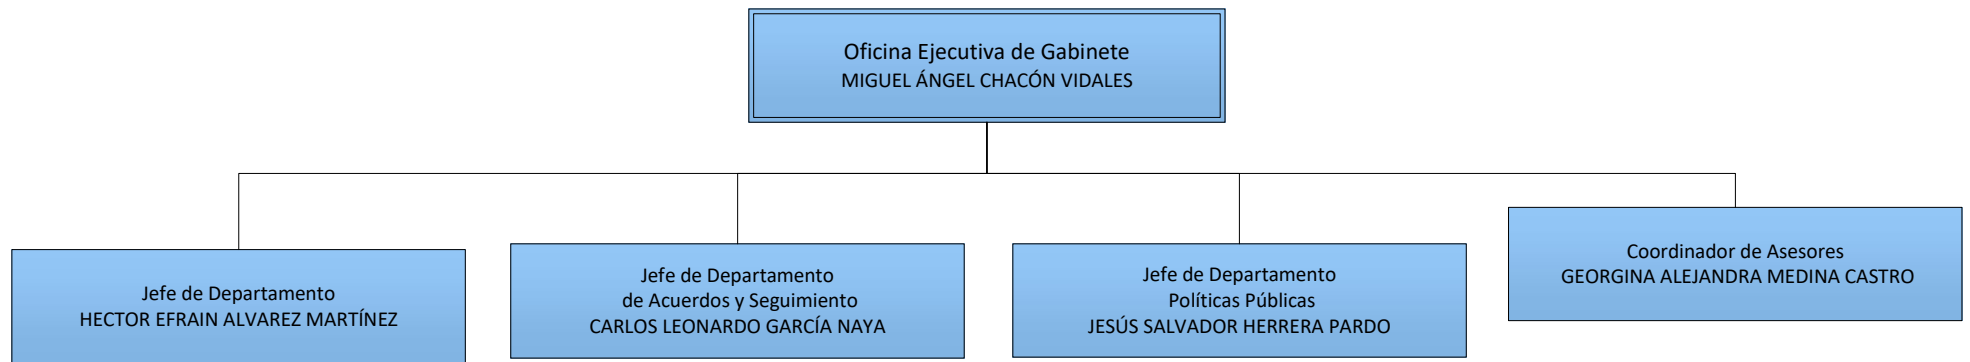 Oficina Ejecutiva de Gabinete
MIGUEL ÁNGEL CHACÓN VIDALES
Jefe de Departamento
HECTOR EFRAIN ALVAREZ MARTÍNEZ
Jefe de Departamento
de Acuerdos y Seguimiento
CARLOS LEONARDO GARCÍA NAYA
Jefe de Departamento
Políticas Públicas
JESÚS SALVADOR HERRERA PARDO
Coordinador de Asesores
GEORGINA ALEJANDRA MEDINA CASTRO